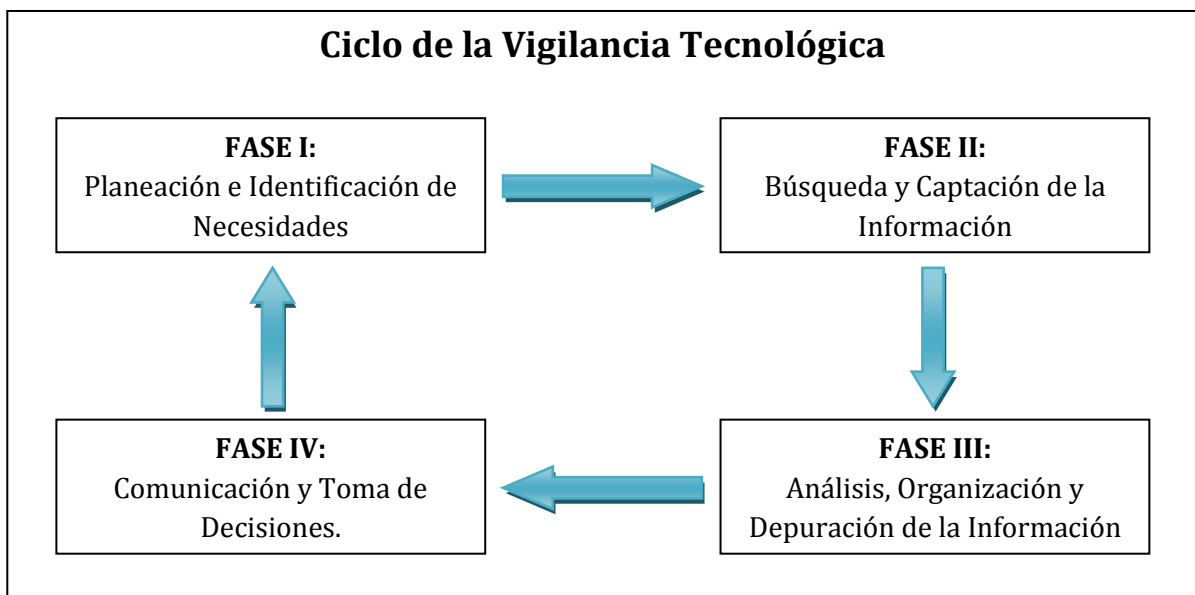 Ciclo de la Vigilancia Tecnológica
FASE I:
Planeación e Identificación de
Necesidades
FASE II:
Búsqueda y Captación de la
Información
FASE III:
Análisis, Organización y
Depuración de la Información
FASE IV:
Comunicación y Toma de
Decisiones.